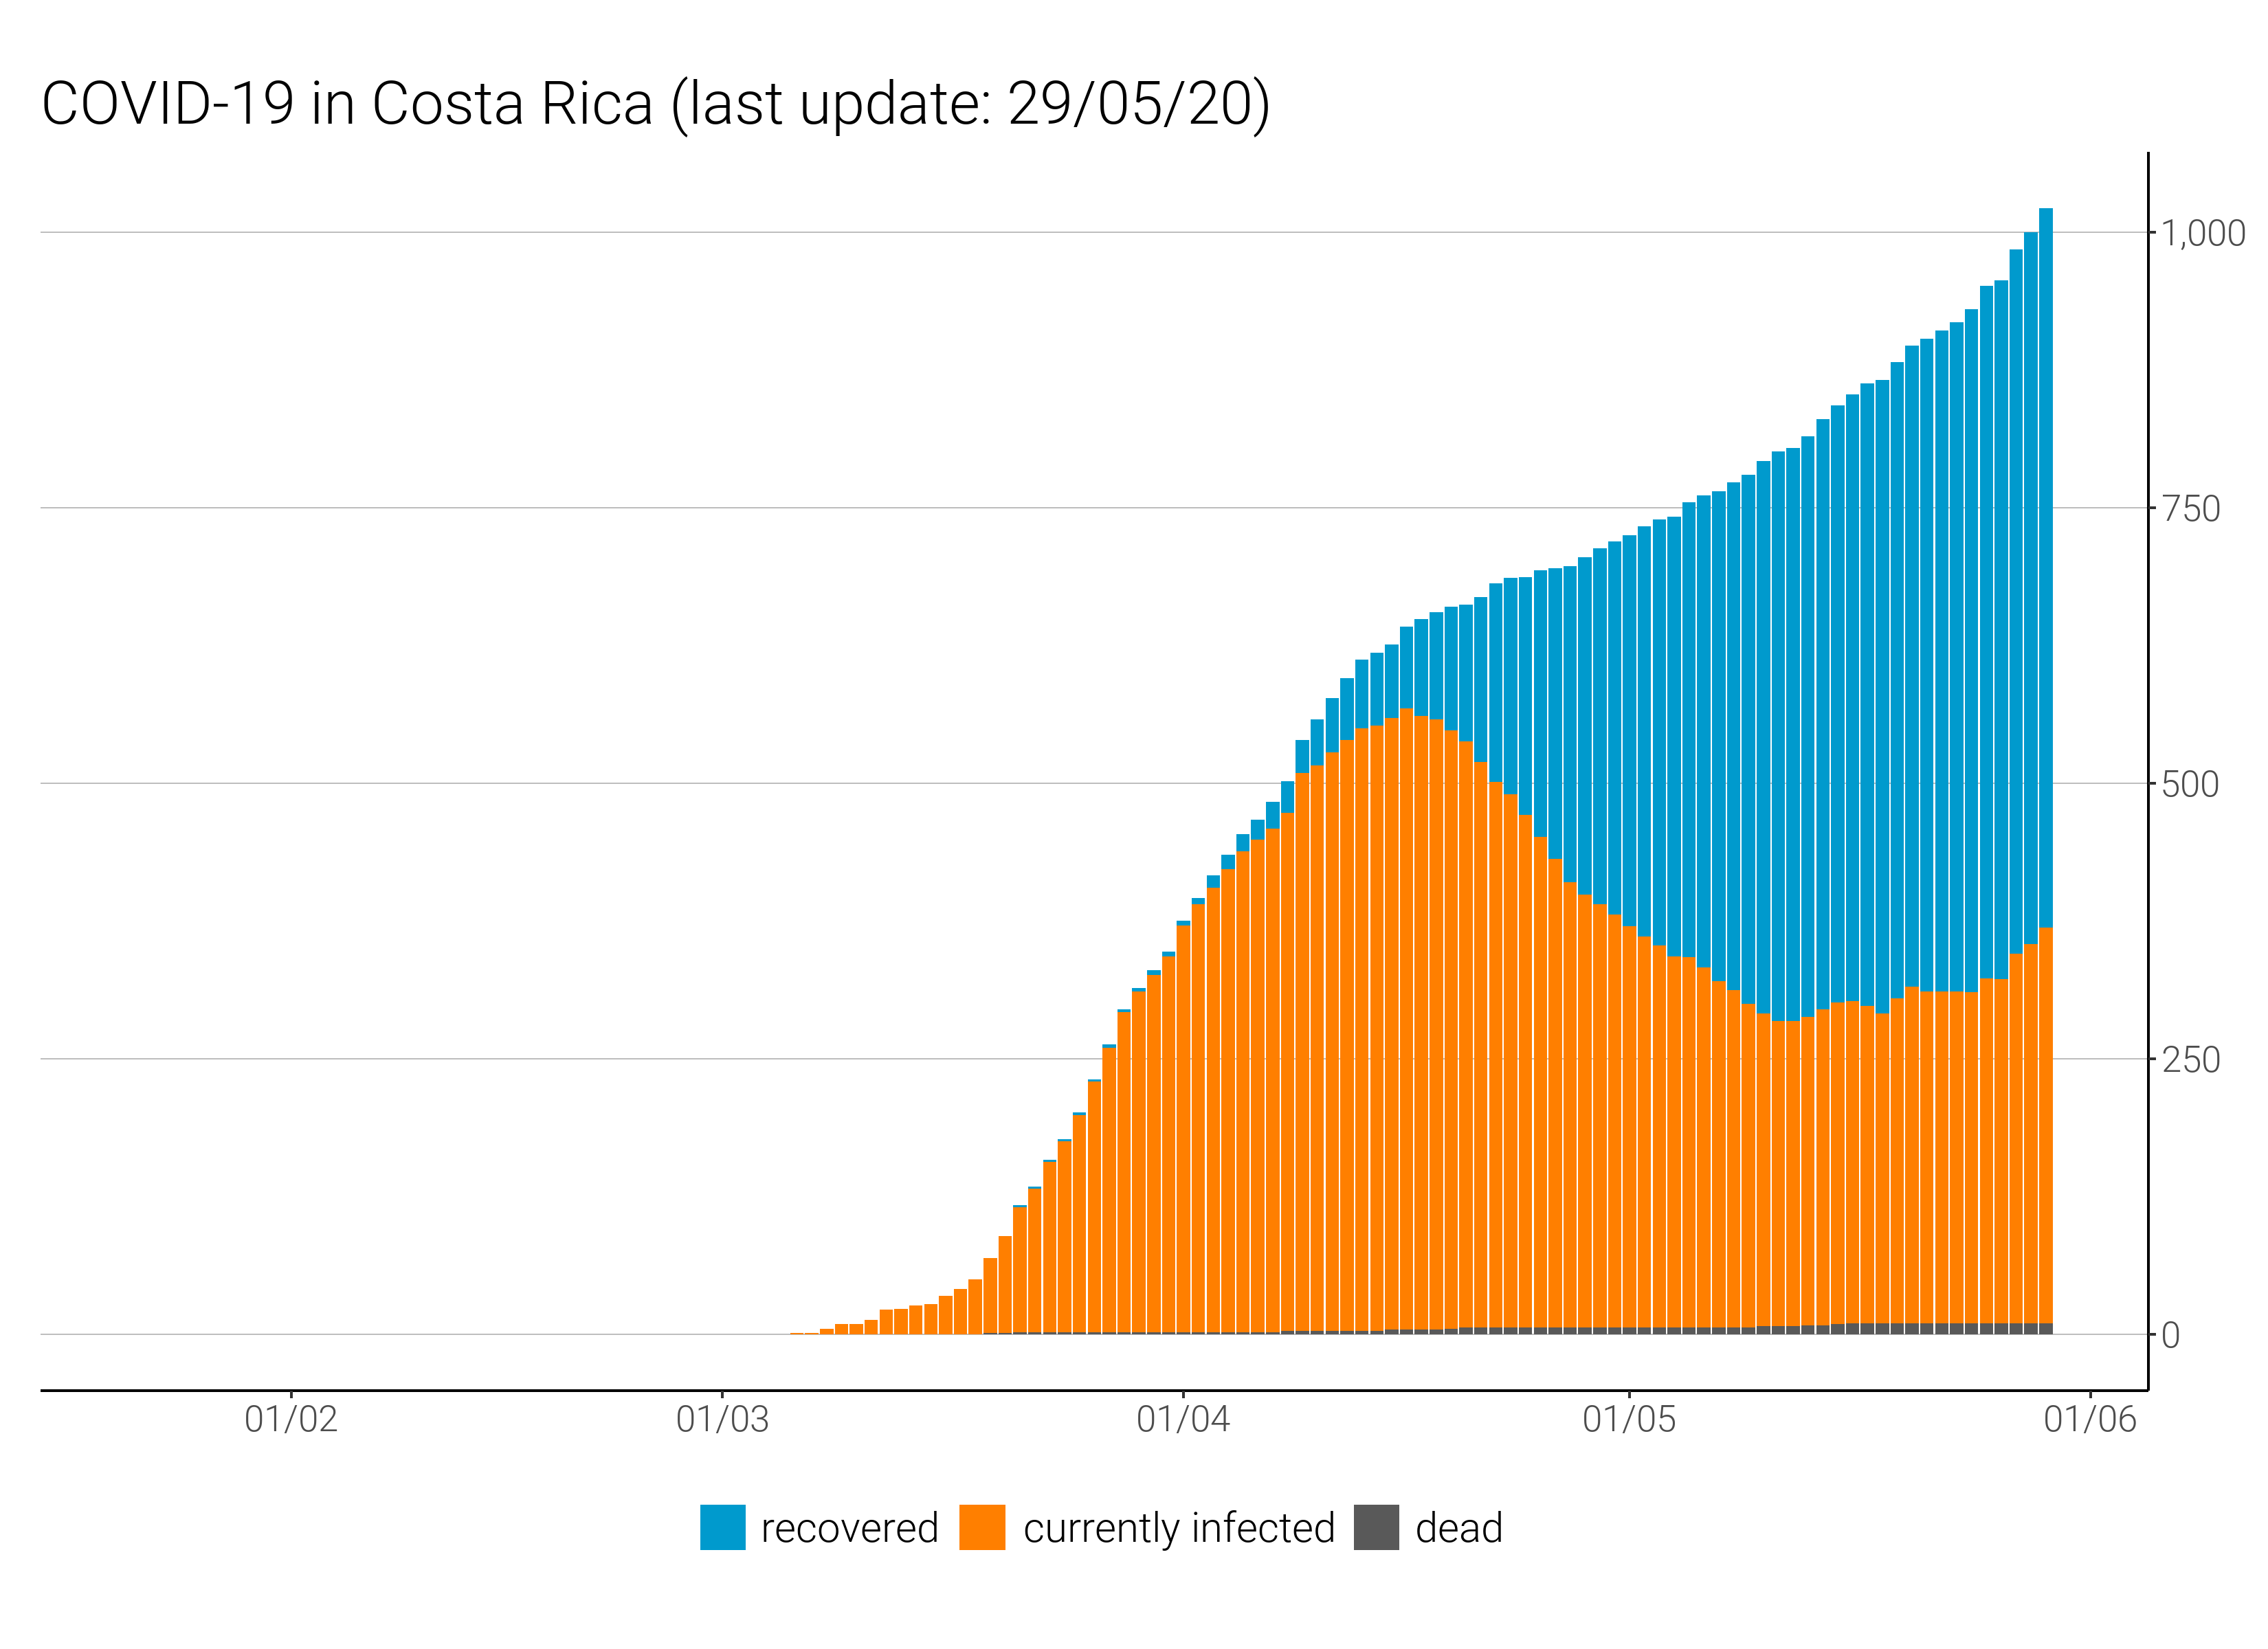 COVID-19 in Costa Rica (last update: 29/05/20)
1,000
750
500
250
0
01/02 01/03 01/04 01/05 01/06
recovered currently infected dead